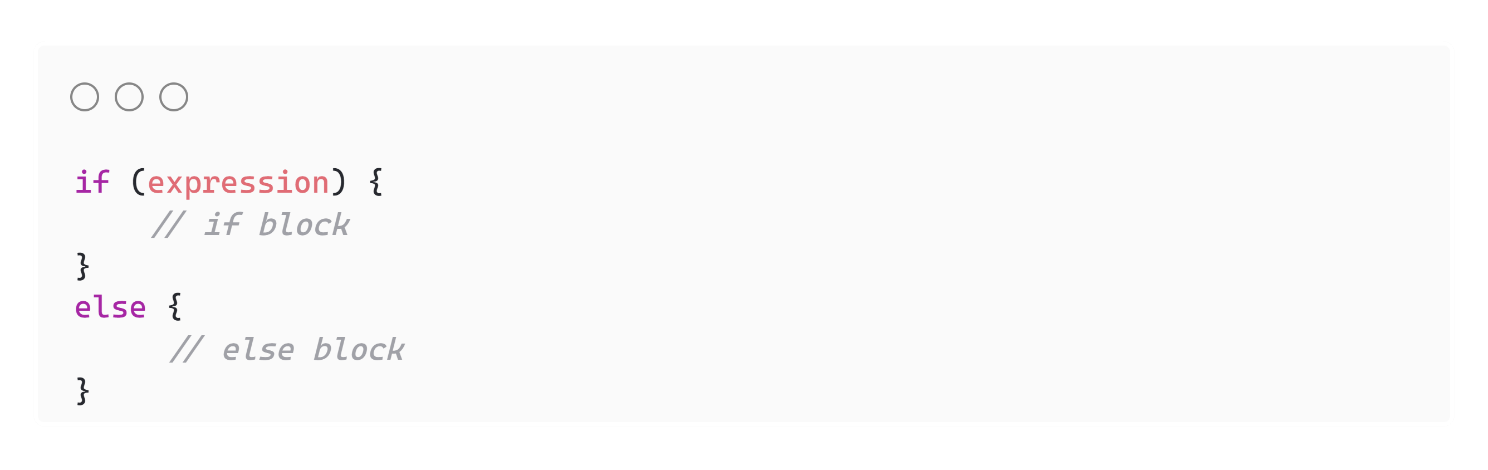 if (expression) {
    // if block
}
else {
     // else block
}